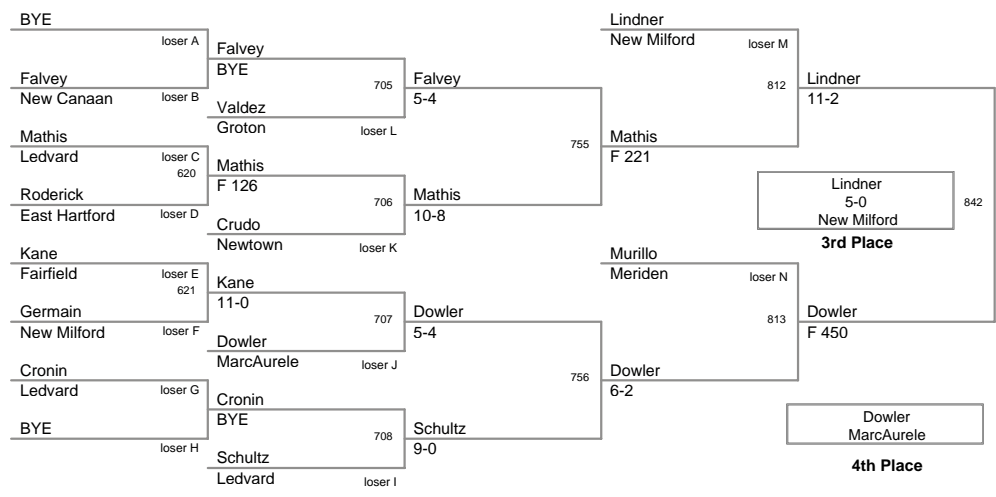 BYE
loser A
Falvey
New Canaan
loser B
Mathis
Ledvard
loser C
620
Roderick
East Hartford
loser D
Kane
Fairfield
loser E
621
Germain
New Milford
loser F
Cronin
Ledvard
loser G
BYE
loser H
Falvey
BYE
705
Valdez
Groton
loser L
Mathis
F 126
706
Crudo
Newtown
loser K
Kane
11-0
707
Dowler
MarcAurele
loser J
Cronin
BYE
708
Schultz
Ledvard
loser I
Falvey
5-4
755
Mathis
10-8
Dowler
5-4
756
Schultz
9-0
Lindner
New Milford
loser M
812
Mathis
F 221
Murillo
Meriden
loser N
813
Dowler
6-2
Lindner
11-2
842
Dowler
F 450
Lindner
5-0
New Milford
3rd Place
Dowler
MarcAurele
4th Place